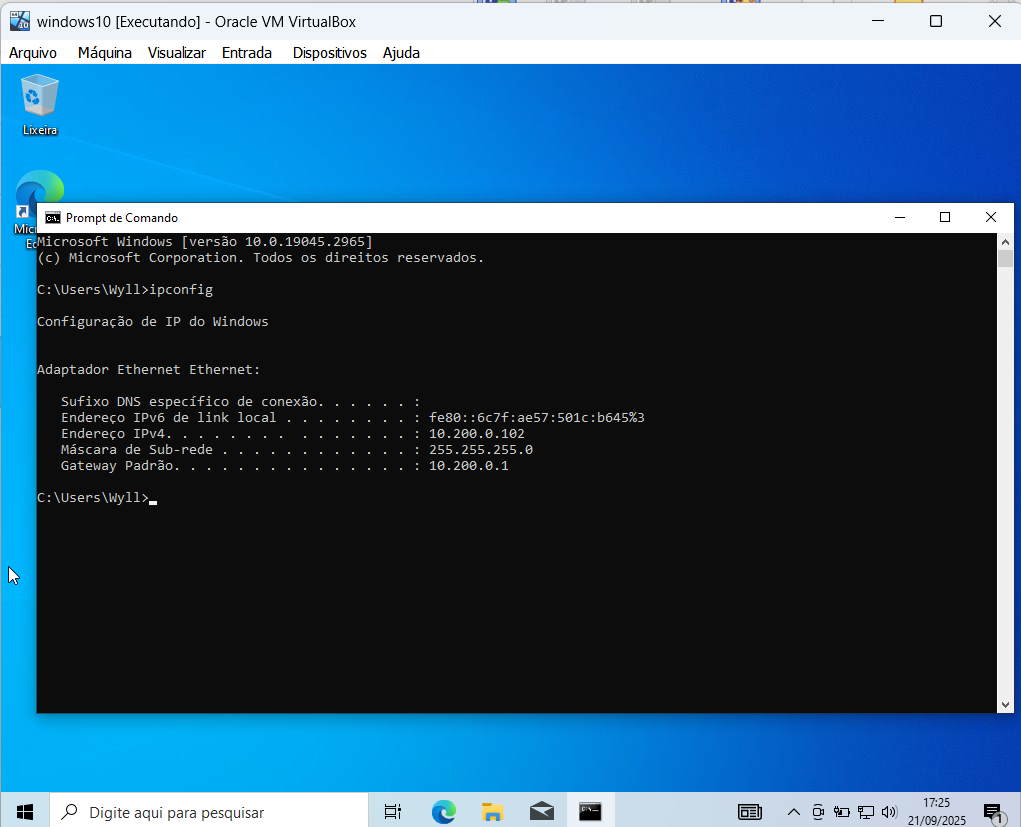 windows10 [Executando] - Oracle VM VirtualBox
Arquivo Máquina Visualizar Entrada Dispositivos Ajuda
Lixeira
Prompt de Comando
Microsoft Windows [versão 10.0.19045.2965]
(c) Microsoft Corporation. Todos os direitos reservados.
C:\Users\Wyll>ipconfig
Configuração de IP do Windows
Adaptador Ethernet Ethernet:
Sufixo DNS específico de conexão. . . . . . :
Endereço IPv6 de link local . . . . . . . . : fe80::6c7f:ae57:501c:b645%3
Endereço IPv4. . . . . . . . . . . . . . . : 10.200.0.102
Máscara de Sub-rede . . . . . . . . . . . . : 255.255.255.0
Gateway Padrão. . . . . . . . . . . . . . . : 10.200.0.1
C:\Users\Wyll>
Digite aqui para pesquisar
17:25
21/09/2025
1